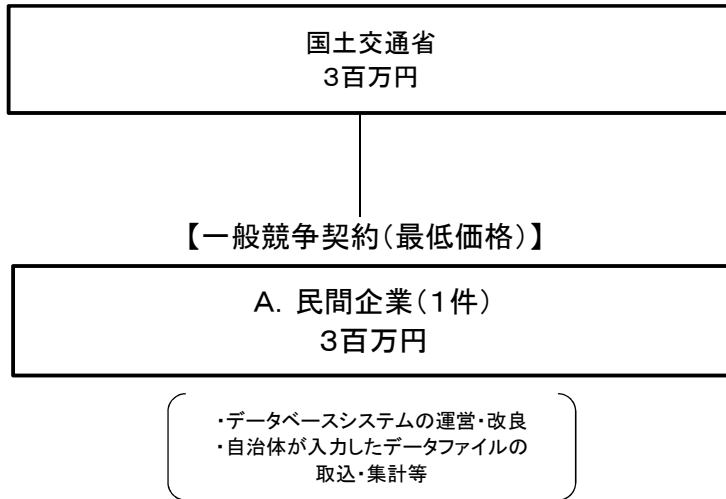 国土交通省
3百万円
【一般競争契約(最低価格)】
A. 民間企業(1件)
3百万円
・データベースシステムの運営・改良
・自治体が入力したデータファイルの
取込・集計等